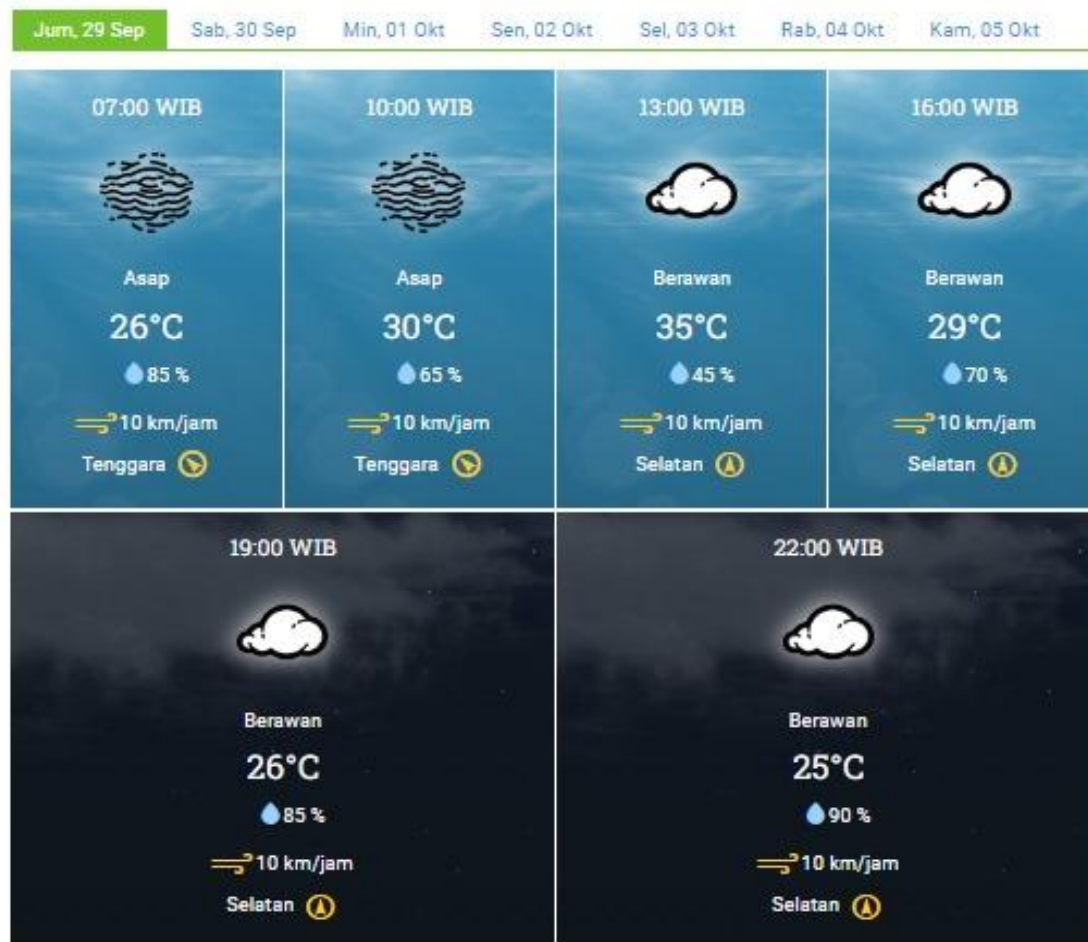 Jum, 29 Sep Sab, 30 Sep Min, 01 Okt Sen, 02 Okt Sel, 03 Okt Rab, 04 Okt Kam, 05 Okt
07:00 WIB
Asap
26°C
85 %
10 km/jam
Tenggara
10:00 WIB
Asap
30°C
65 %
10 km/jam
Tenggara
13:00 WIB
Berawan
35°C
45 %
10 km/jam
Selatan
16:00 WIB
Berawan
29°C
70 %
10 km/jam
Selatan
19:00 WIB
Berawan
26°C
85 %
10 km/jam
Selatan
22:00 WIB
Berawan
25°C
90 %
10 km/jam
Selatan